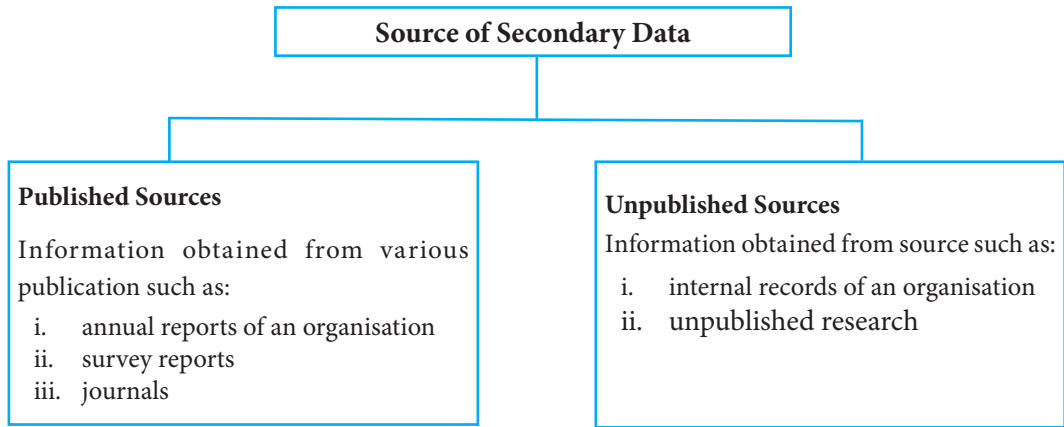 Source of Secondary Data
Published Sources
Information obtained from various
publication such as:
i. annual reports of an organisation
ii. survey reports
iii. journals
Unpublished Sources
Information obtained from source such as:
i. internal records of an organisation
ii. unpublished research